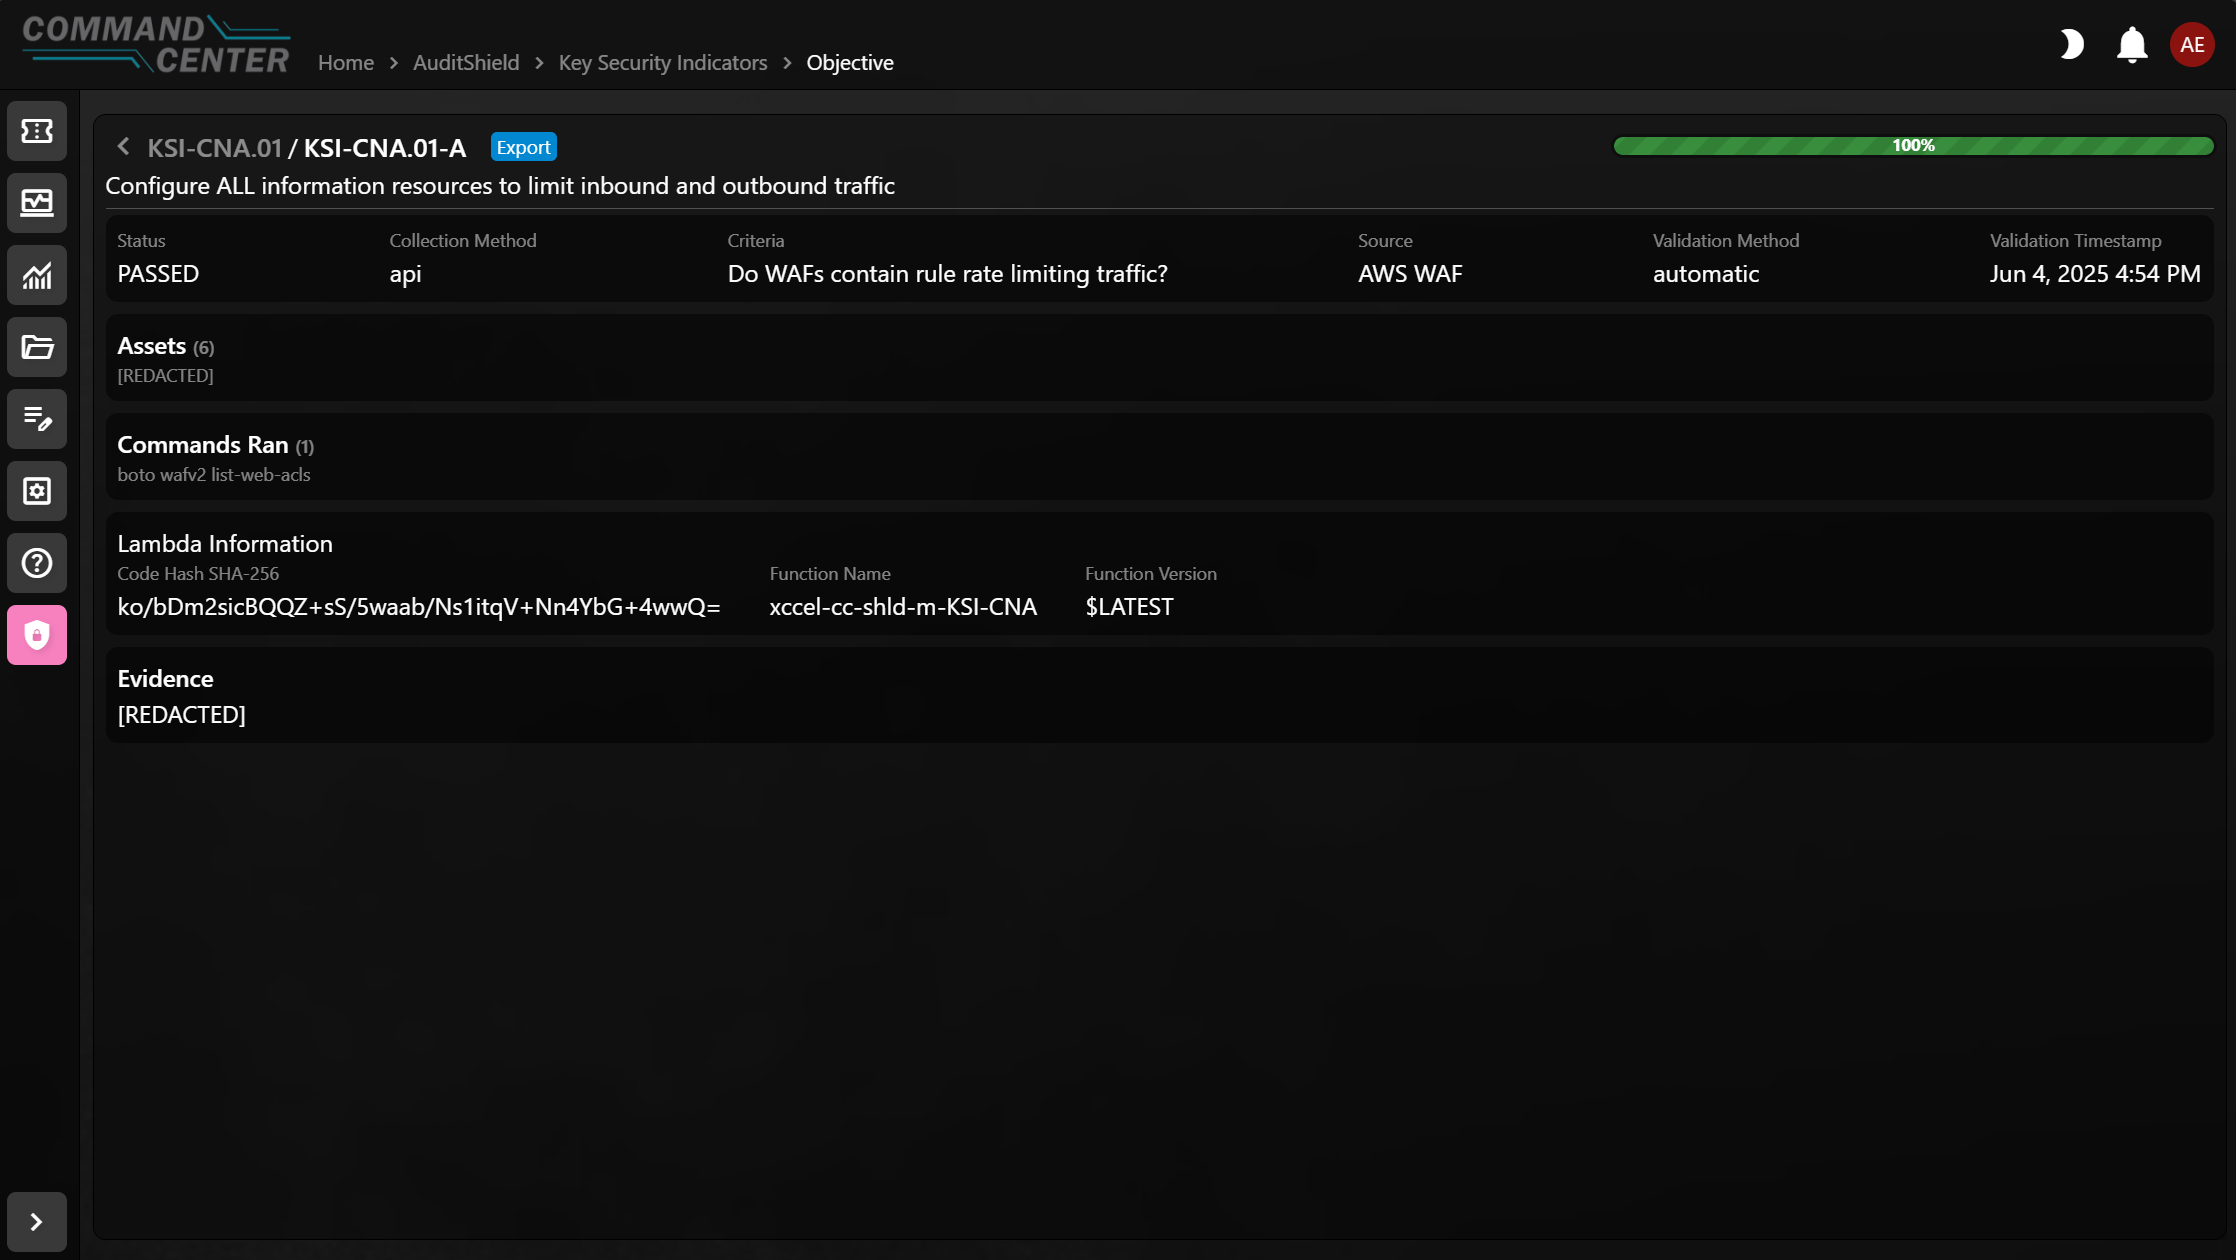 COMMAND
CENTER
Home > AuditShield > Key Security Indicators > Objective
AE
KSI-CNA.01 / KSI-CNA.01-A
Export
100%
Configure ALL information resources to limit inbound and outbound traffic
Status
Collection Method
Criteria
Source
Validation Method
Validation Timestamp
PASSED
api
Do WAFs contain rule rate limiting traffic?
AWS WAF
automatic
Jun 4, 2025 4:54 PM
Assets (6)
[REDACTED]
Commands Ran (1)
boto wafv2 list-web-acls
Lambda Information
Code Hash SHA-256
Function Name
Function Version
ko/bDm2sicBQQZ+sS/5waab/Ns1itqV+Nn4YbG+4wwQ=
xccel-cc-shld-m-KSI-CNA
$LATEST
Evidence
[REDACTED]